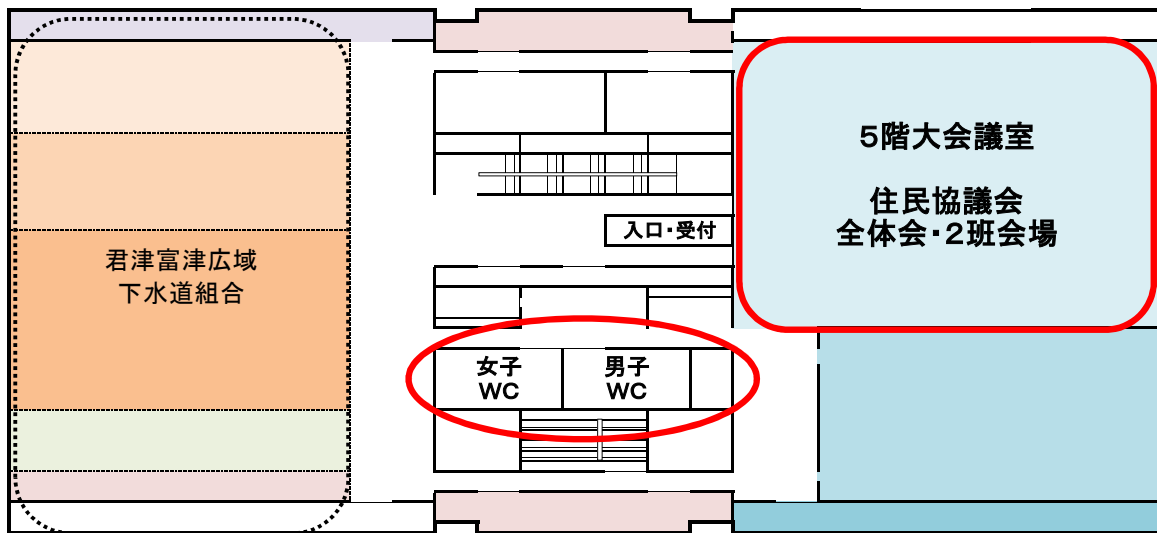 5階大会議室
住民協議会
全体会・2班会場
入口・受付
君津富津広域
下水道組合
女子
WC
男子
WC